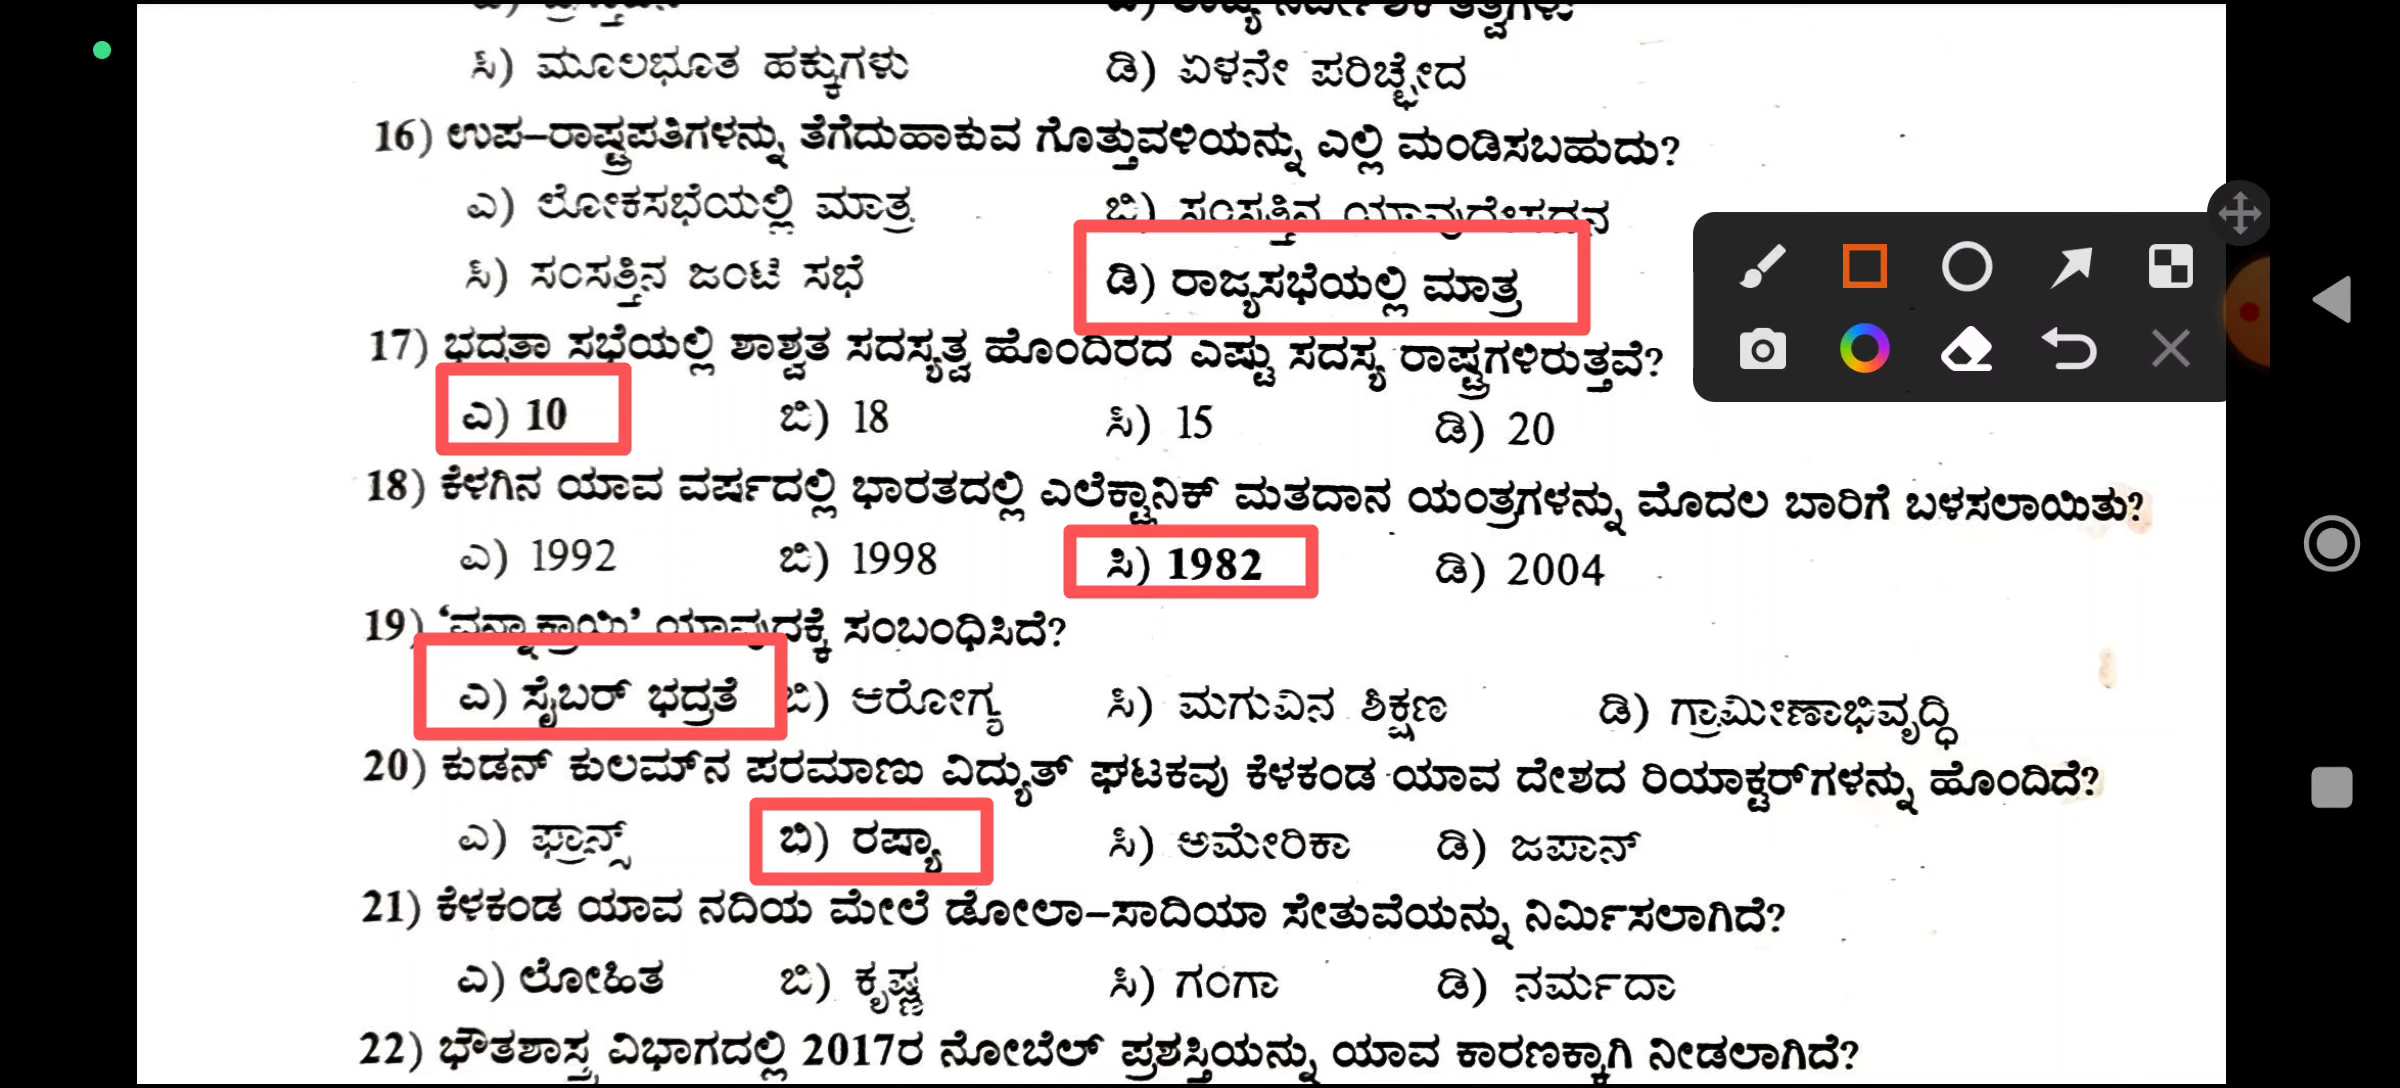 ಸಿ) ಮೂಲಭೂತ ಹಕ್ಕುಗಳು ಡಿ) ಏಳನೇ ಪರಿಚ್ಛೇದ
16) ಉಪ–ರಾಷ್ಟ್ರಪತಿಗಳನ್ನು ತೆಗೆದುಹಾಕುವ ಗೊತ್ತುವಳಿಯನ್ನು ಎಲ್ಲಿ ಮಂಡಿಸಬಹುದು?
ಎ) ಲೋಕಸಭೆಯಲ್ಲಿ ಮಾತ್ರ ಬಿ) ಸಂಸತ್ತಿನ ಯಾವುದೇಸದನ
ಸಿ) ಸಂಸತ್ತಿನ ಜಂಟಿ ಸಭೆ ಡಿ) ರಾಜ್ಯಸಭೆಯಲ್ಲಿ ಮಾತ್ರ
17) ಭದ್ರತಾ ಸಭೆಯಲ್ಲಿ ಶಾಶ್ವತ ಸದಸ್ಯತ್ವ ಹೊಂದಿರದ ಎಷ್ಟು ಸದಸ್ಯ ರಾಷ್ಟ್ರಗಳಿರುತ್ತವೆ?
ಎ) 10 ಬಿ) 18 ಸಿ) 15 ಡಿ) 20
18) ಕೆಳಗಿನ ಯಾವ ವರ್ಷದಲ್ಲಿ ಭಾರತದಲ್ಲಿ ಎಲೆಕ್ಟ್ರಾನಿಕ್ ಮತದಾನ ಯಂತ್ರಗಳನ್ನು ಮೊದಲ ಬಾರಿಗೆ ಬಳಸಲಾಯಿತು?
ಎ) 1992 ಬಿ) 1998 ಸಿ) 1982 ಡಿ) 2004
19) ‘ವನ್ನಾಕ್ರಾಯಿ’ ಯಾವುದಕ್ಕೆ ಸಂಬಂಧಿಸಿದೆ?
ಎ) ಸೈಬರ್ ಭದ್ರತೆ ಬಿ) ಆರೋಗ್ಯ ಸಿ) ಮಗುವಿನ ಶಿಕ್ಷಣ ಡಿ) ಗ್ರಾಮೀಣಾಭಿವೃದ್ಧಿ
20) ಕುಡನ್ ಕುಲಮ್‌ನ ಪರಮಾಣು ವಿದ್ಯುತ್ ಘಟಕವು ಕೆಳಕಂಡ ಯಾವ ದೇಶದ ರಿಯಾಕ್ಟರ್‌ಗಳನ್ನು ಹೊಂದಿದೆ?
ಎ) ಫ್ರಾನ್ಸ್ ಬಿ) ರಷ್ಯಾ ಸಿ) ಅಮೇರಿಕಾ ಡಿ) ಜಪಾನ್
21) ಕೆಳಕಂಡ ಯಾವ ನದಿಯ ಮೇಲೆ ಡೋಲಾ–ಸಾದಿಯಾ ಸೇತುವೆಯನ್ನು ನಿರ್ಮಿಸಲಾಗಿದೆ?
ಎ) ಲೋಹಿತ ಬಿ) ಕೃಷ್ಣ ಸಿ) ಗಂಗಾ ಡಿ) ನರ್ಮದಾ
22) ಭೌತಶಾಸ್ತ್ರ ವಿಭಾಗದಲ್ಲಿ 2017ರ ನೋಬೆಲ್ ಪ್ರಶಸ್ತಿಯನ್ನು ಯಾವ ಕಾರಣಕ್ಕಾಗಿ ನೀಡಲಾಗಿದೆ?